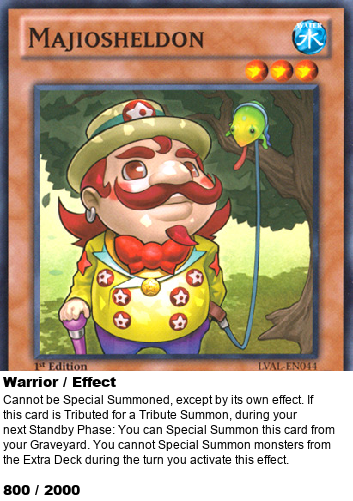 MAJIOSHELDON
WATER
水
1st Edition
LVAL-EN044
Warrior / Effect
Cannot be Special Summoned, except by its own effect. If
this card is Tributed for a Tribute Summon, during your
next Standby Phase: You can Special Summon this card from
your Graveyard. You cannot Special Summon monsters from
the Extra Deck during the turn you activate this effect.
800 / 2000